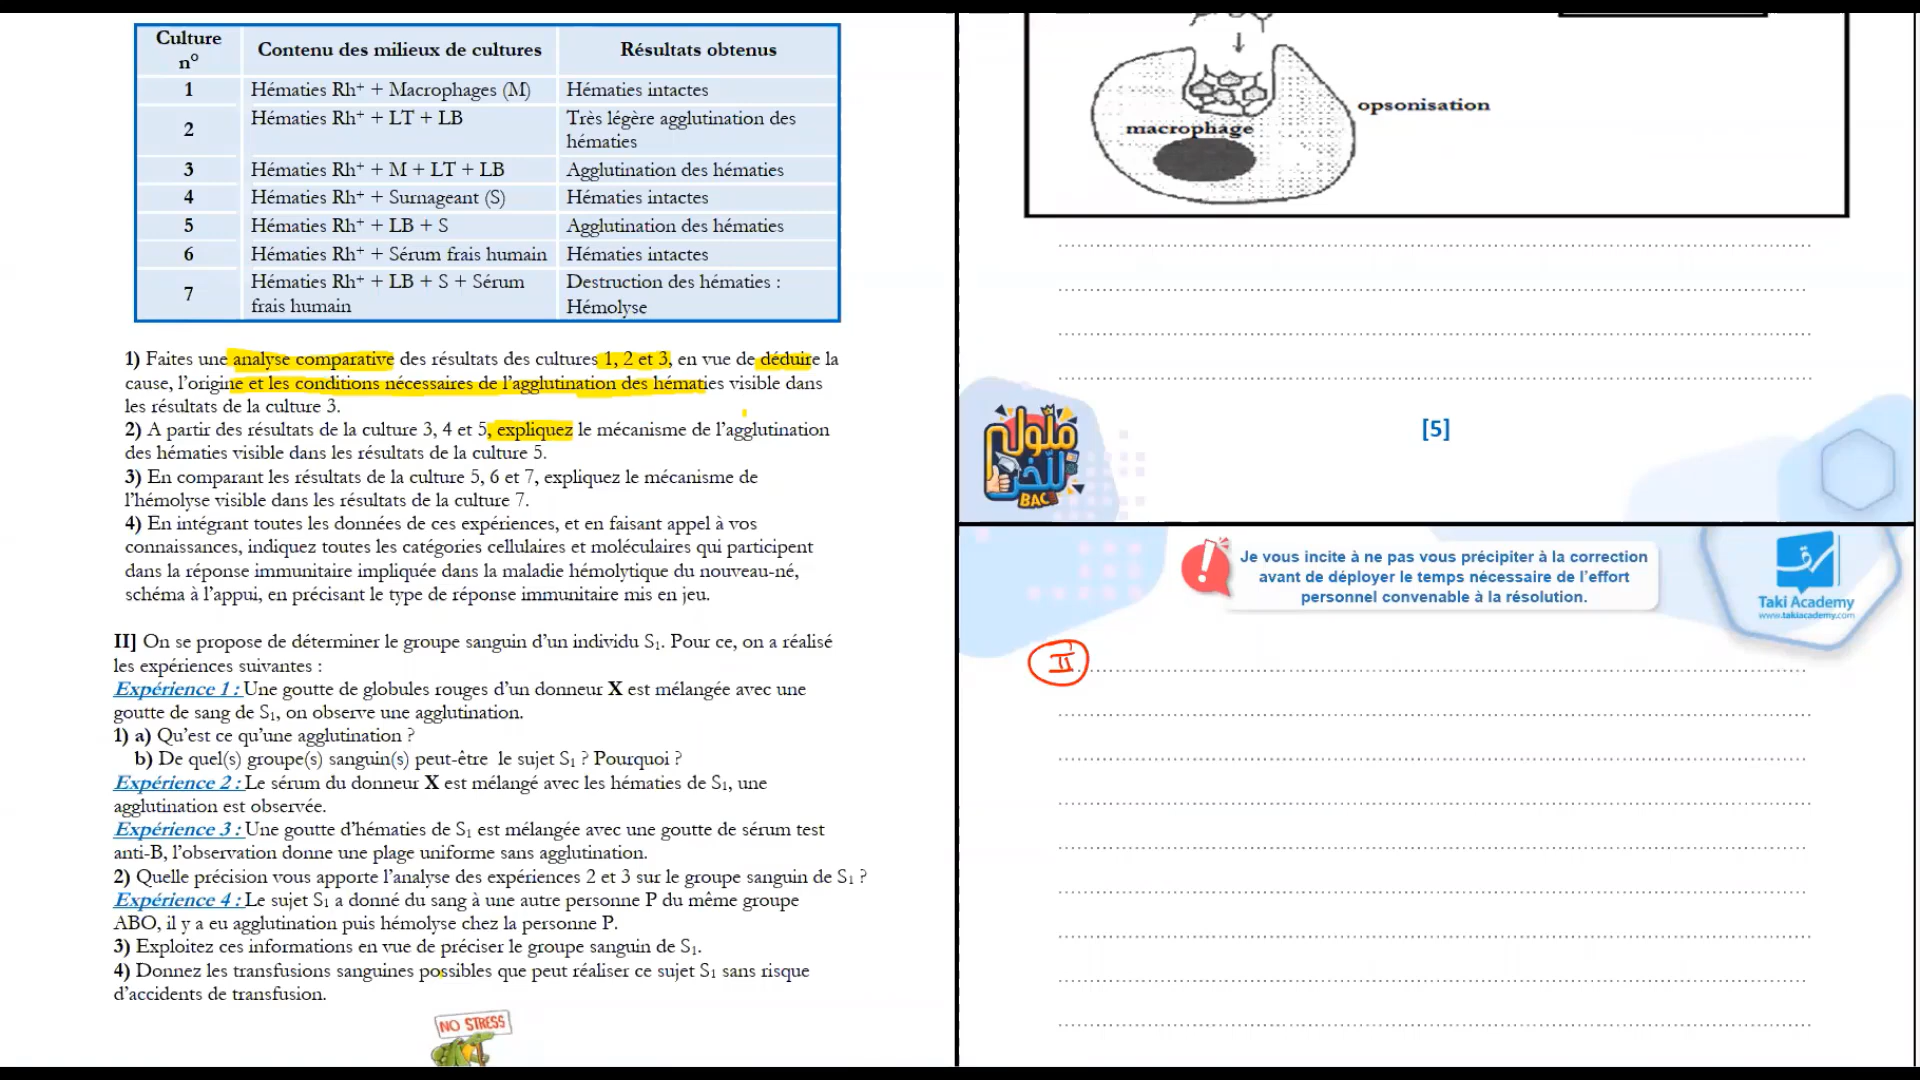 Culture n°
Contenu des milieux de cultures
Résultats obtenus
1 Hématies Rh⁺ + Macrophages (M) Hématies intactes
2 Hématies Rh⁺ + LT + LB Très légère agglutination des hématies
3 Hématies Rh⁺ + M + LT + LB Agglutination des hématies
4 Hématies Rh⁺ + Surnageant (S) Hématies intactes
5 Hématies Rh⁺ + LB + S Agglutination des hématies
6 Hématies Rh⁺ + Sérum frais humain Hématies intactes
7 Hématies Rh⁺ + LB + S + Sérum frais humain Destruction des hématies : Hémolyse
1) Faites une analyse comparative des résultats des cultures 1, 2 et 3, en vue de déduire la
cause, l’origine et les conditions nécessaires de l’agglutination des hématies visible dans
les résultats de la culture 3.
2) A partir des résultats de la culture 3, 4 et 5, expliquez le mécanisme de l’agglutination
des hématies visible dans les résultats de la culture 5.
3) En comparant les résultats de la culture 5, 6 et 7, expliquez le mécanisme de
l’hémolyse visible dans les résultats de la culture 7.
4) En intégrant toutes les données de ces expériences, et en faisant appel à vos
connaissances, indiquez toutes les catégories cellulaires et moléculaires qui participent
dans la réponse immunitaire impliquée dans la maladie hémolytique du nouveau-né,
schéma à l’appui, en précisant le type de réponse immunitaire mis en jeu.
II] On se propose de déterminer le groupe sanguin d’un individu S₁. Pour ce, on a réalisé
les expériences suivantes :
Expérience 1 : Une goutte de globules rouges d’un donneur X est mélangée avec une
goutte de sang de S₁, on observe une agglutination.
1) a) Qu’est ce qu’une agglutination ?
b) De quel(s) groupe(s) sanguin(s) peut-être le sujet S₁ ? Pourquoi ?
Expérience 2 : Le sérum du donneur X est mélangé avec les hématies de S₁, une
agglutination est observée.
Expérience 3 : Une goutte d’hématies de S₁ est mélangée avec une goutte de sérum test
anti-B, l’observation donne une plage uniforme sans agglutination.
2) Quelle précision vous apporte l’analyse des expériences 2 et 3 sur le groupe sanguin de S₁ ?
Expérience 4 : Le sujet S₁ a donné du sang à une autre personne P du même groupe
ABO, il y a eu agglutination puis hémolyse chez la personne P.
3) Exploitez ces informations en vue de préciser le groupe sanguin de S₁.
4) Donnez les transfusions sanguines possibles que peut réaliser ce sujet S₁ sans risque
d’accidents de transfusion.
NO STRESS
opsonisation
macrophage
ملول
للآخر
BAC
[5]
Je vous incite à ne pas vous précipiter à la correction
avant de déployer le temps nécessaire de l’effort
personnel convenable à la résolution.
Taki Academy
www.takiacademy.com
II